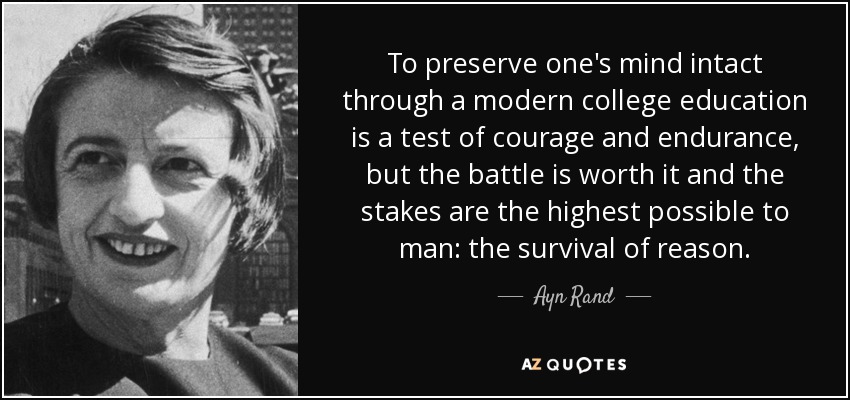 To preserve one's mind intact
through a modern college education
is a test of courage and endurance,
but the battle is worth it and the
stakes are the highest possible to
man: the survival of reason.
Ayn Rand
AZ QUOTES